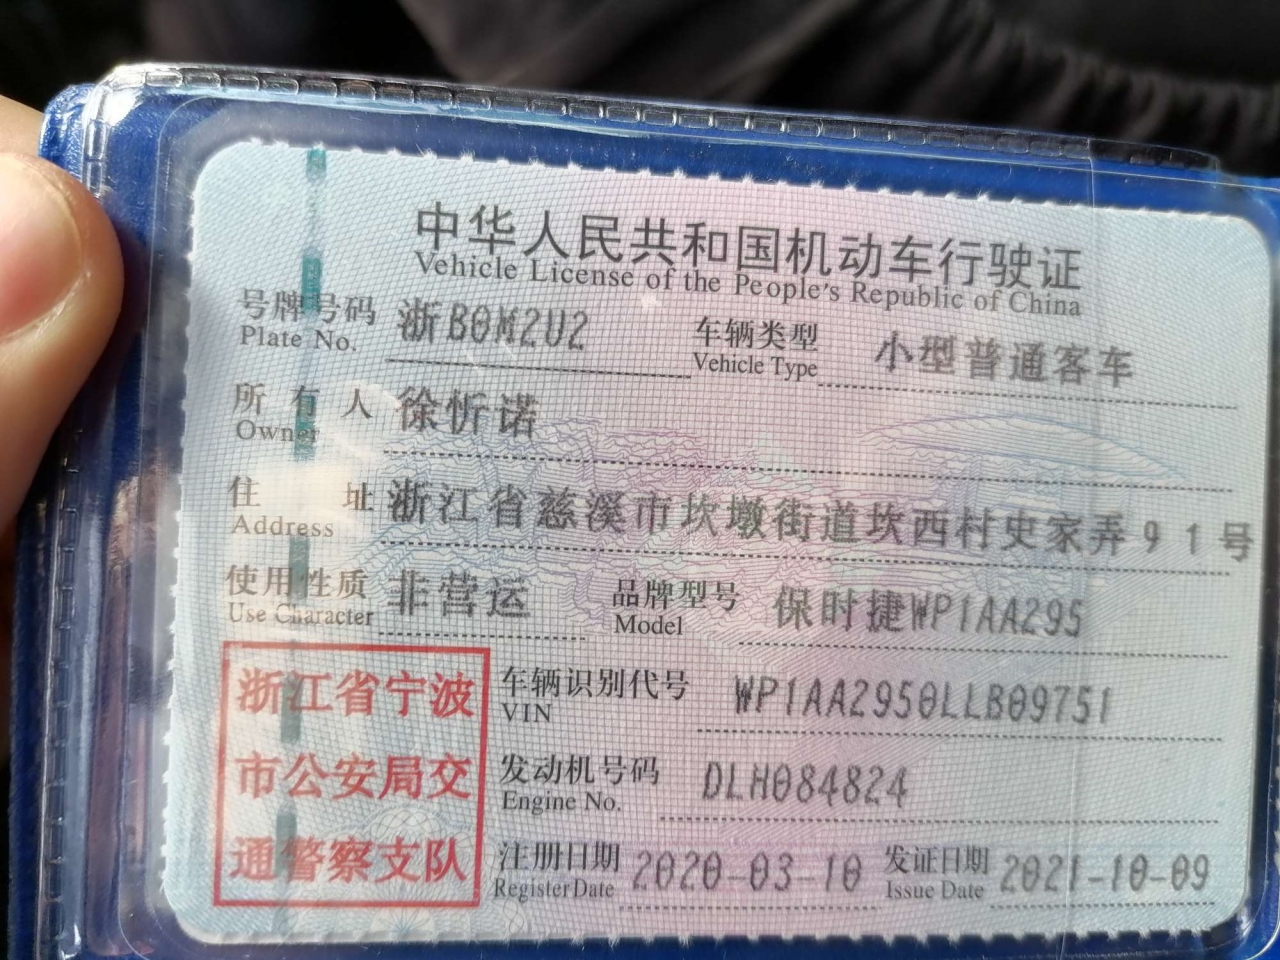 中华人民共和国机动车行驶证
Vehicle License of the People's Republic of China
号牌号码 浙B0M2U2 车辆类型 小型普通客车
Plate No. Vehicle Type
所有人 徐忻诺
Owner
住址 浙江省慈溪市坎墩街道坎西村史家弄91号
Address
使用性质 非营运 品牌型号 保时捷WP1AA295
Use Character Model
浙江省宁波
市公安局交
通警察支队
车辆识别代号 WP1AA2950LLB09751
VIN
发动机号码 DLH084824
Engine No.
注册日期 2020-03-10 发证日期 2021-10-09
Register Date Issue Date